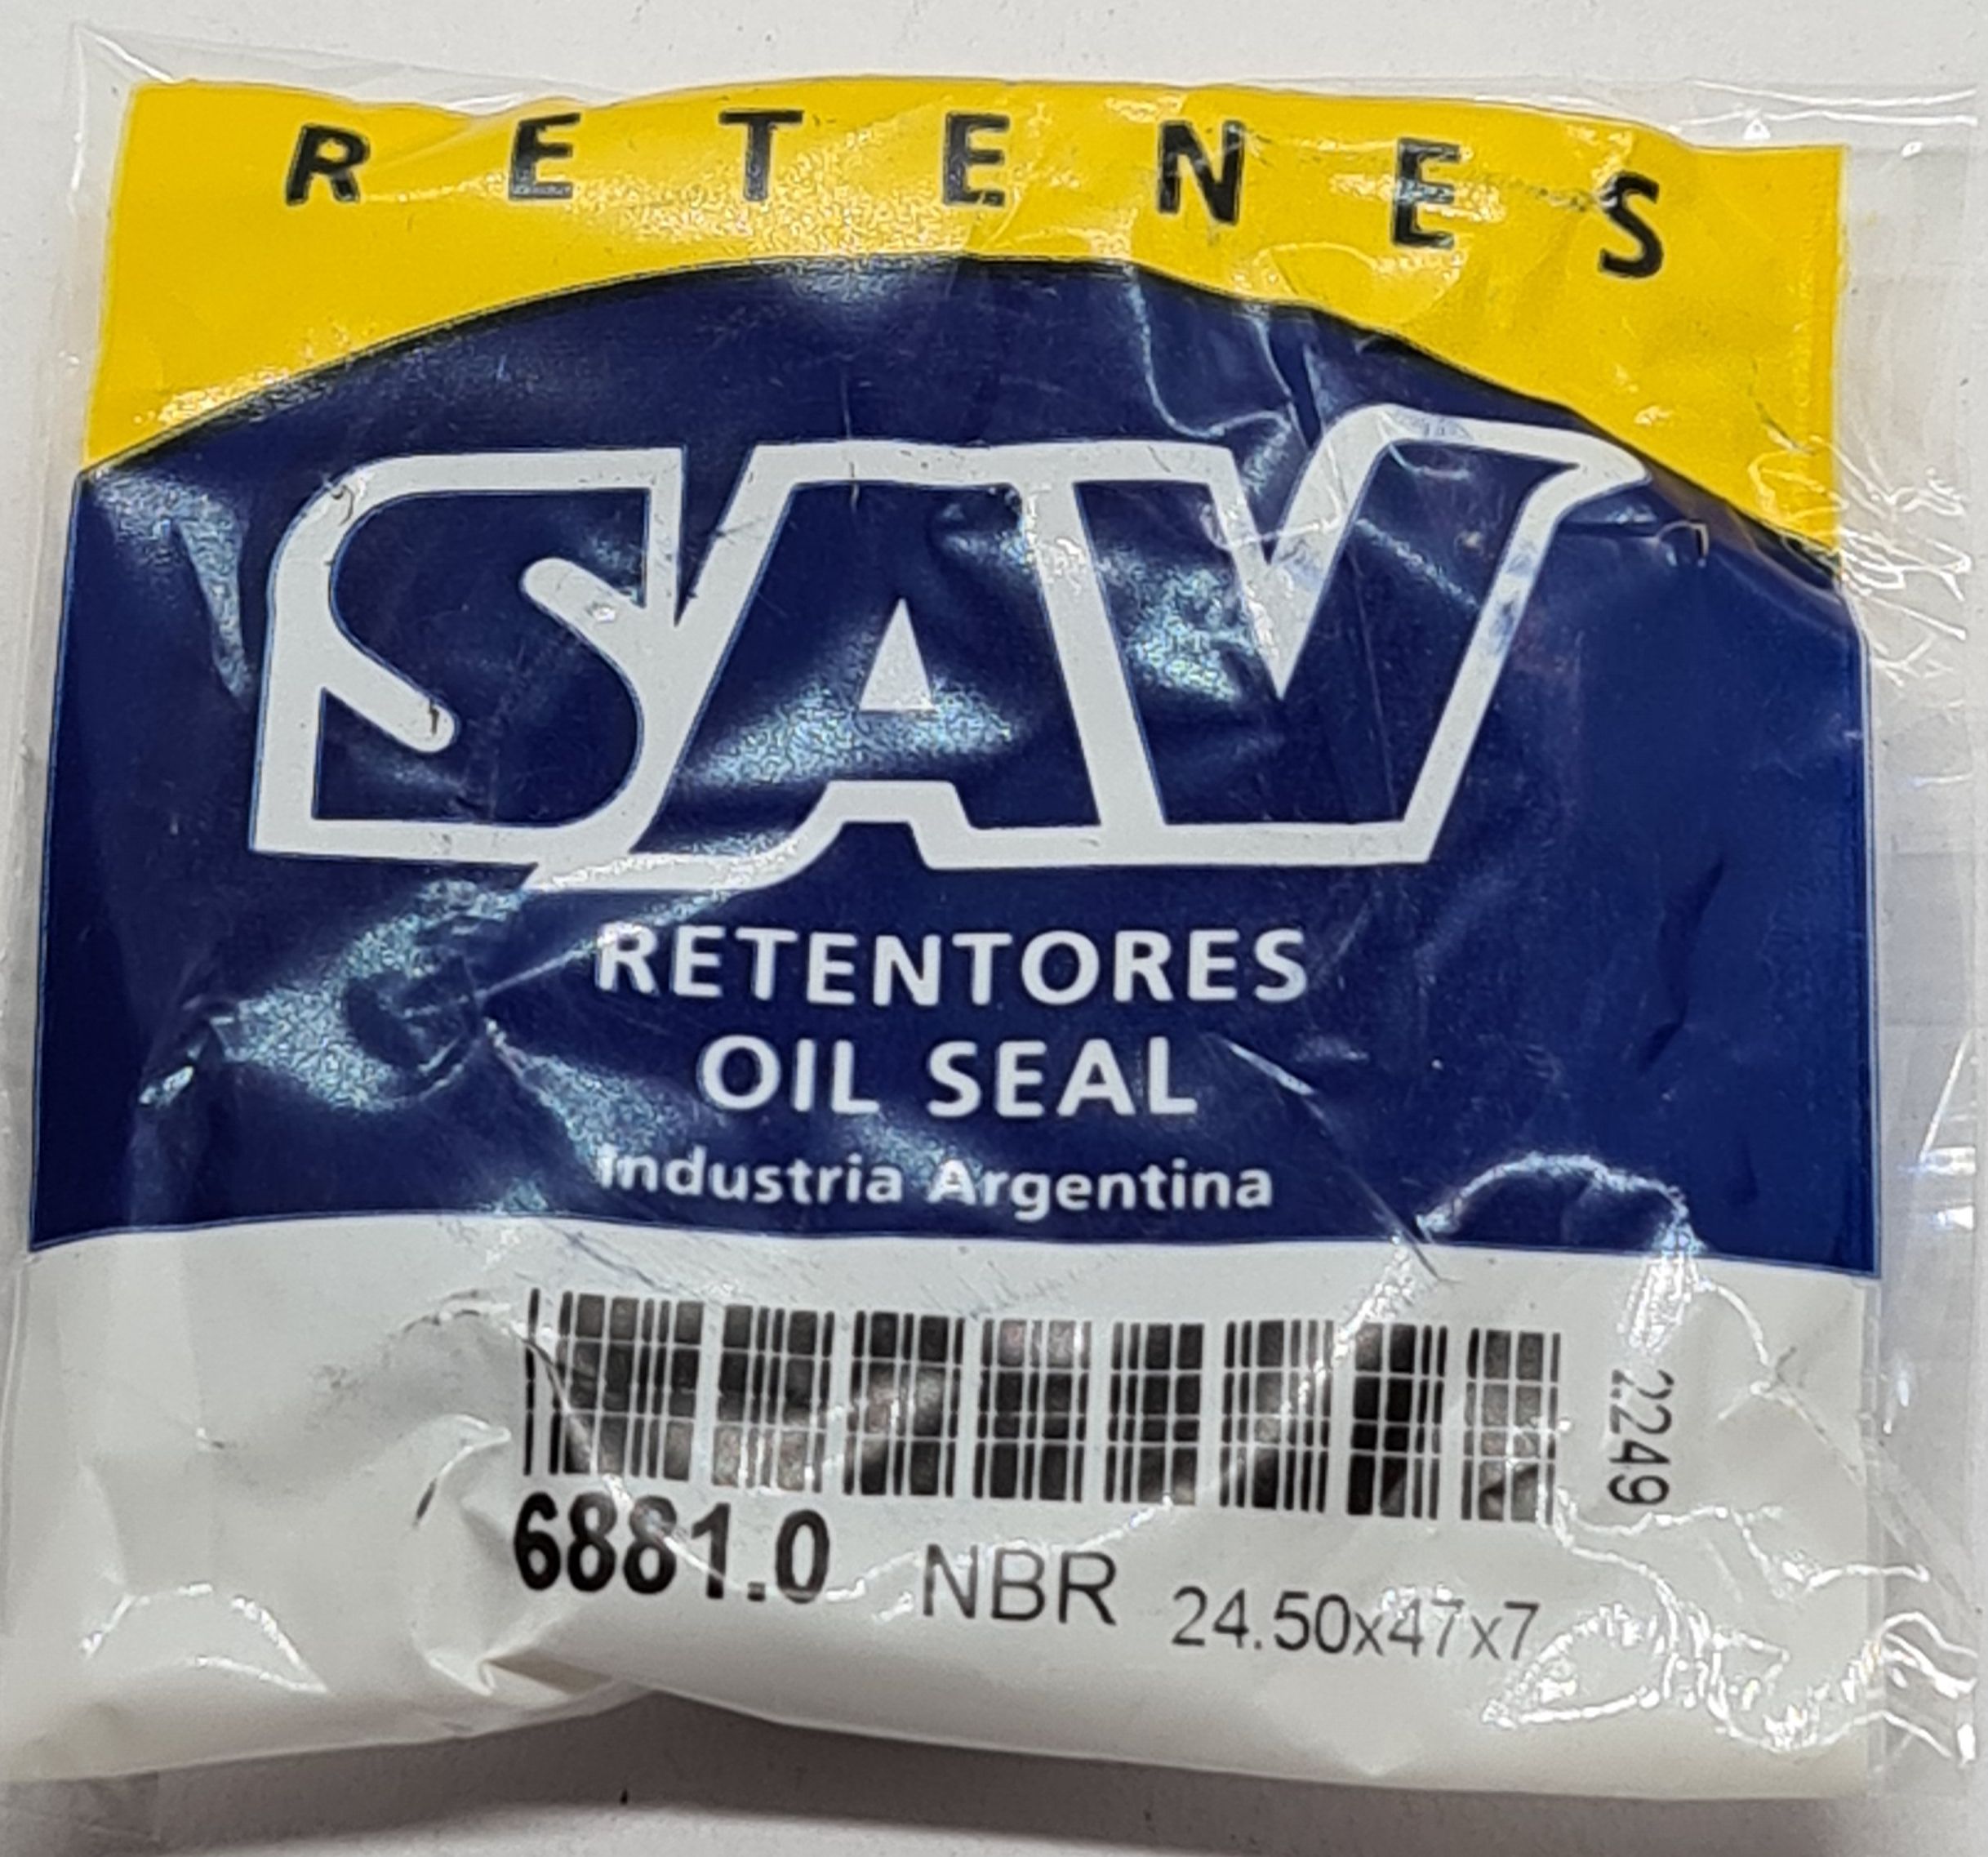 RETENES
SAV
RETENTORES
OIL SEAL
Industria Argentina
2249
6881.0 NBR 24.50x47x7